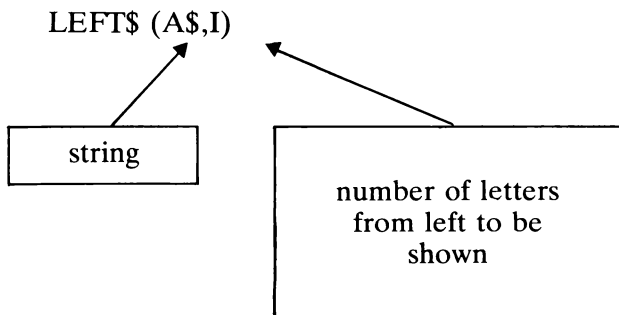 LEFT$ (A$,I)
string
number of letters
from left to be
shown